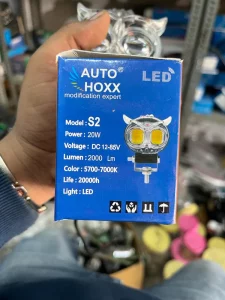 AUTO
HOXX
modification expert
LED
Model: S2
Power: 20W
Voltage: DC 12-85V
Lumen: 2000 Lm
Color: 5700-7000K
Life: 20000h
Light: LED